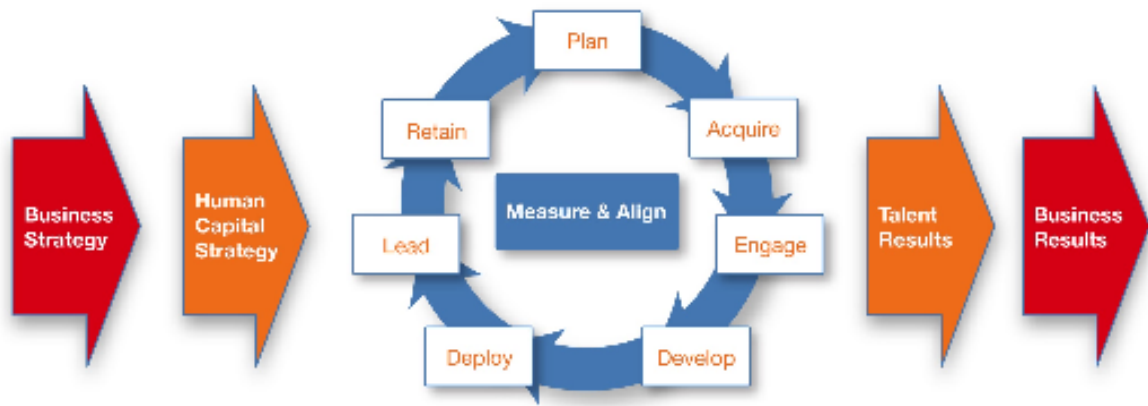 Business
Strategy
Human
Capital
Strategy
Plan
Acquire
Engage
Develop
Deploy
Lead
Retain
Measure & Align
Talent
Results
Business
Results